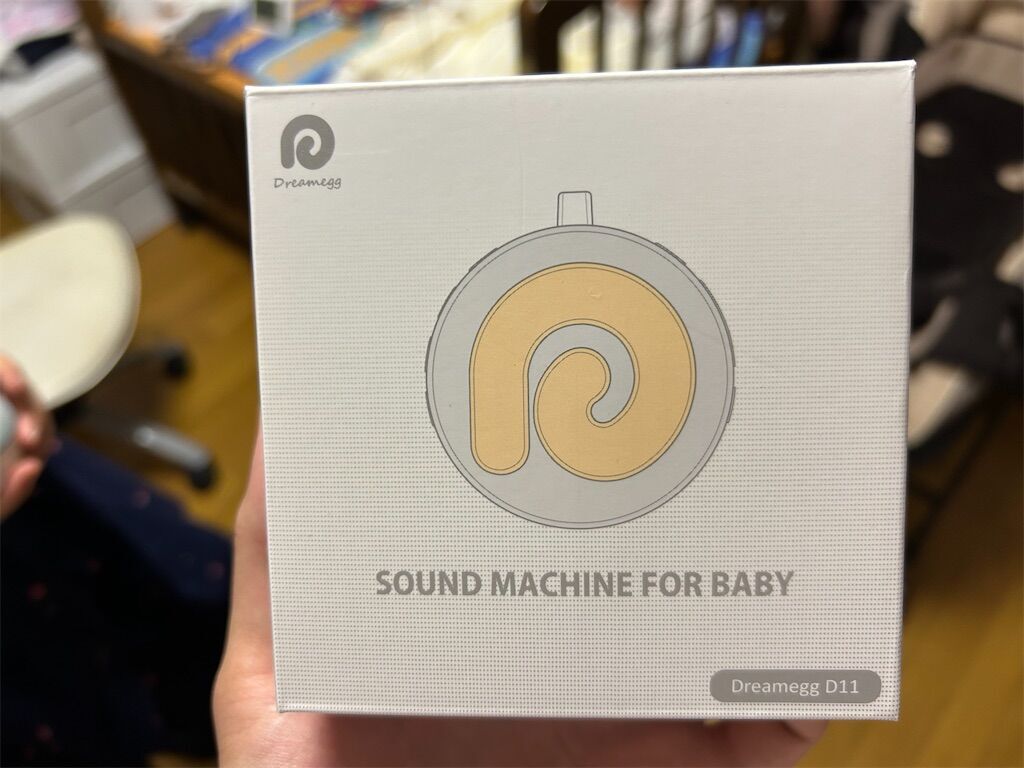 Dreamegg
SOUND MACHINE FOR BABY
Dreamegg D11